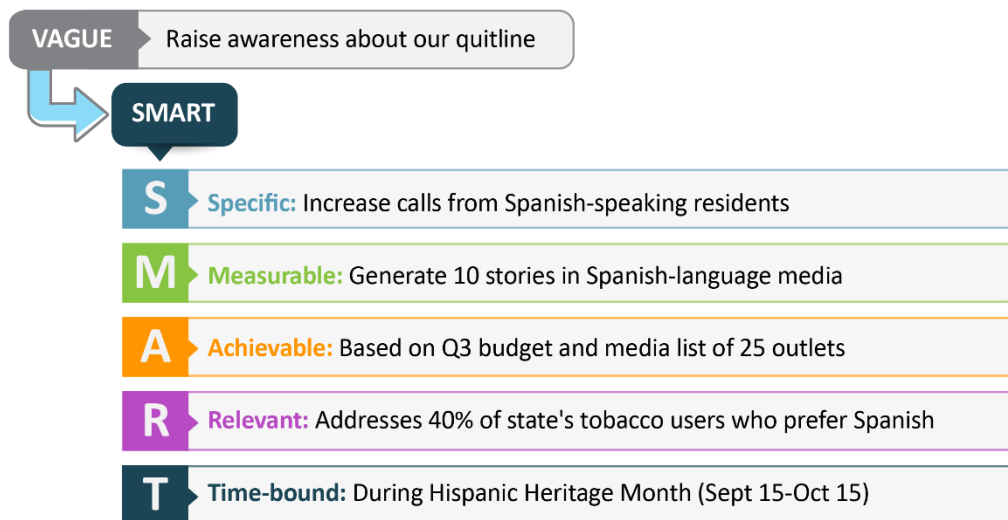 VAGUE Raise awareness about our quitline
SMART
S Specific: Increase calls from Spanish-speaking residents
M Measurable: Generate 10 stories in Spanish-language media
A Achievable: Based on Q3 budget and media list of 25 outlets
R Relevant: Addresses 40% of state's tobacco users who prefer Spanish
T Time-bound: During Hispanic Heritage Month (Sept 15-Oct 15)